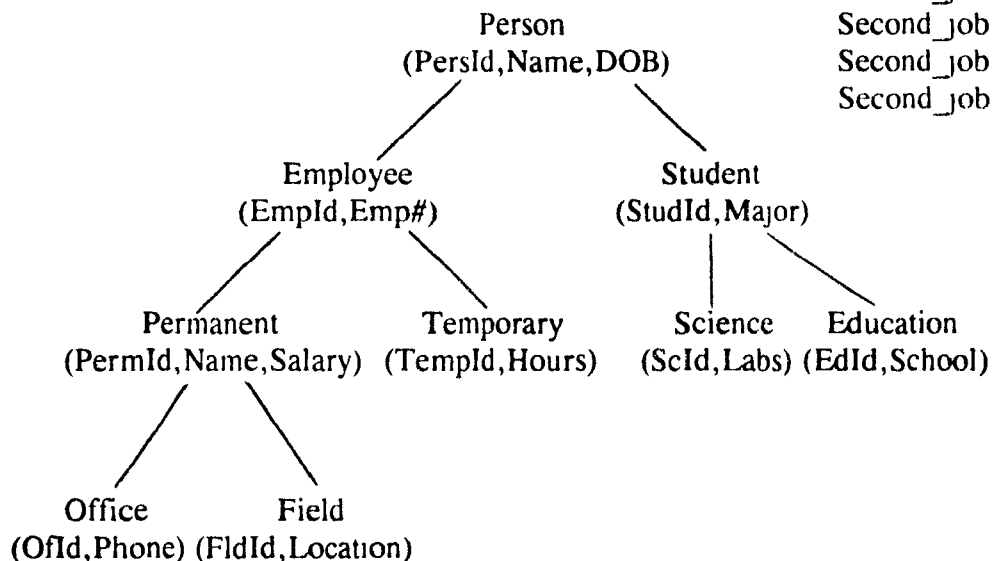 Person
(PersId,Name,DOB)
Second_job
Second_job
Second_job
Employee
(EmpId,Emp#)
Student
(StudId,Major)
Permanent
(PermId,Name,Salary)
Temporary
(TempId,Hours)
Science
(ScId,Labs)
Education
(EdId,School)
Office
(OfId,Phone)
Field
(FldId,Location)